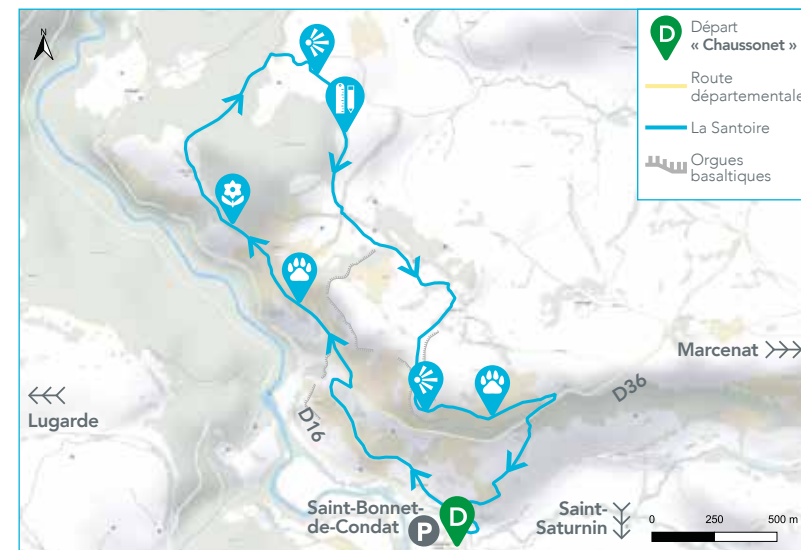 N
D
Départ
« Chaussonet »
Route
départementale
La Santoire
Orgues
basaltiques
Marcenat
Lugarde
D36
D16
Saint-Bonnet-
de-Condat
P
D
Saint-
Saturnin
0 250 500 m